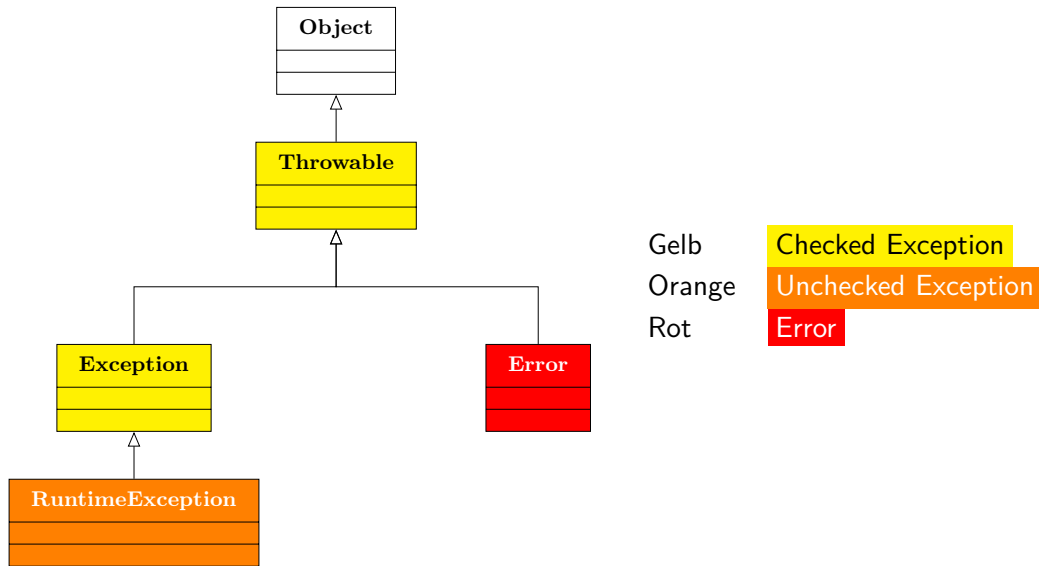 Object
Throwable
Gelb Checked Exception
Orange Unchecked Exception
Rot Error
Exception
Error
RuntimeException